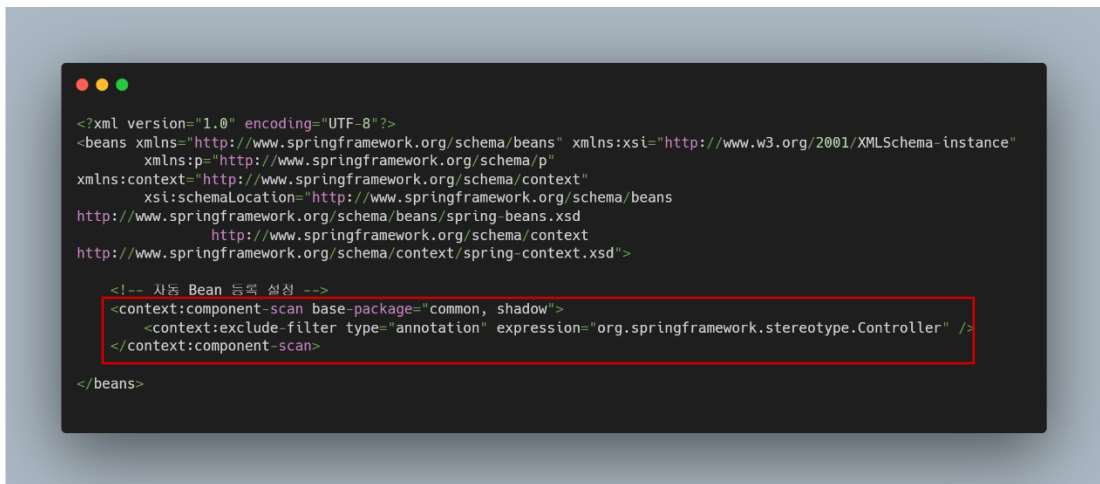 <?xml version="1.0" encoding="UTF-8"?>
<beans xmlns="http://www.springframework.org/schema/beans" xmlns:xsi="http://www.w3.org/2001/XMLSchema-instance"
xmlns:p="http://www.springframework.org/schema/p"
xmlns:context="http://www.springframework.org/schema/context"
xsi:schemaLocation="http://www.springframework.org/schema/beans
http://www.springframework.org/schema/beans/spring-beans.xsd
http://www.springframework.org/schema/context
http://www.springframework.org/schema/context/spring-context.xsd">
<!-- 자동 Bean 등록 설정 -->
<context:component-scan base-package="common, shadow">
<context:exclude-filter type="annotation" expression="org.springframework.stereotype.Controller" />
</context:component-scan>
</beans>